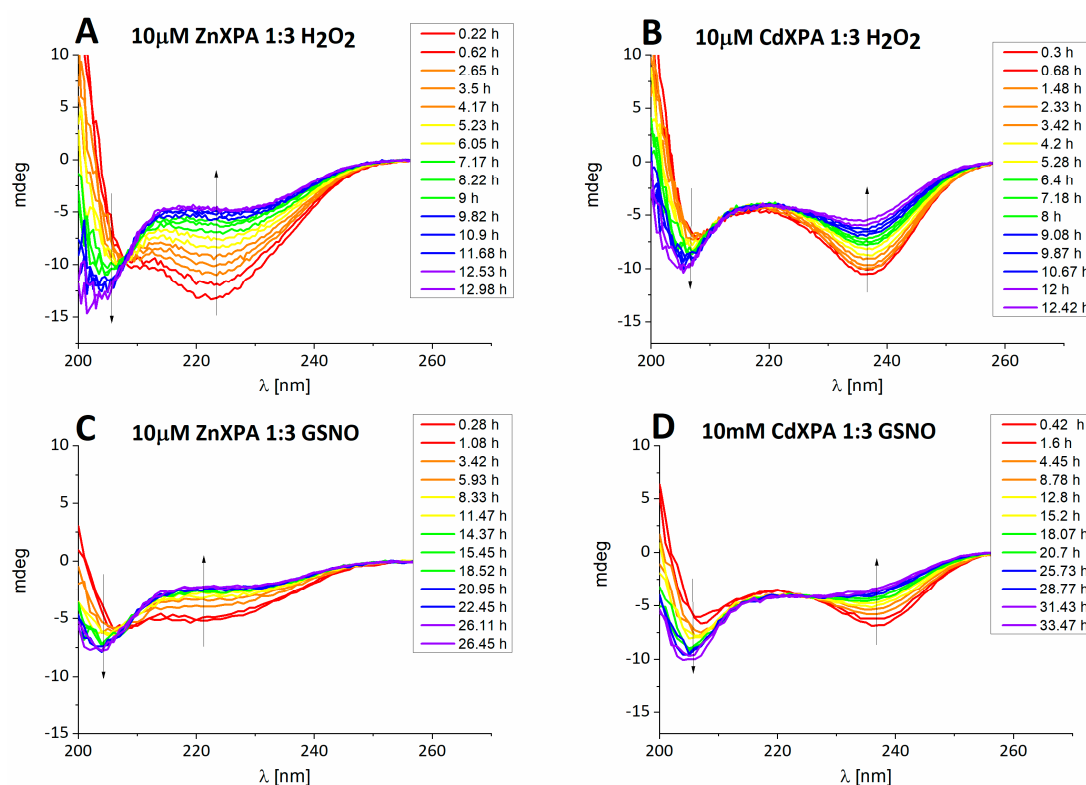 A
10μM ZnXPA 1:3 H₂O₂
0.22 h
0.62 h
2.65 h
3.5 h
4.17 h
5.23 h
6.05 h
7.17 h
8.22 h
9 h
9.82 h
10.9 h
11.68 h
12.53 h
12.98 h
10
5
0
-5
-10
-15
mdeg
200
220
240
260
λ [nm]
B
10μM CdXPA 1:3 H₂O₂
0.3 h
0.68 h
1.48 h
2.33 h
3.42 h
4.2 h
5.28 h
6.4 h
7.18 h
8 h
9.08 h
9.87 h
10.67 h
12 h
12.42 h
10
5
0
-5
-10
-15
mdeg
200
220
240
260
λ [nm]
C
10μM ZnXPA 1:3 GSNO
0.28 h
1.08 h
3.42 h
5.93 h
8.33 h
11.47 h
14.37 h
15.45 h
18.52 h
20.95 h
22.45 h
26.11 h
26.45 h
10
5
0
-5
-10
-15
mdeg
200
220
240
260
λ [nm]
D
10mM CdXPA 1:3 GSNO
0.42 h
1.6 h
4.45 h
8.78 h
12.8 h
15.2 h
18.07 h
20.7 h
25.73 h
28.77 h
31.43 h
33.47 h
10
5
0
-5
-10
-15
mdeg
200
220
240
260
λ [nm]